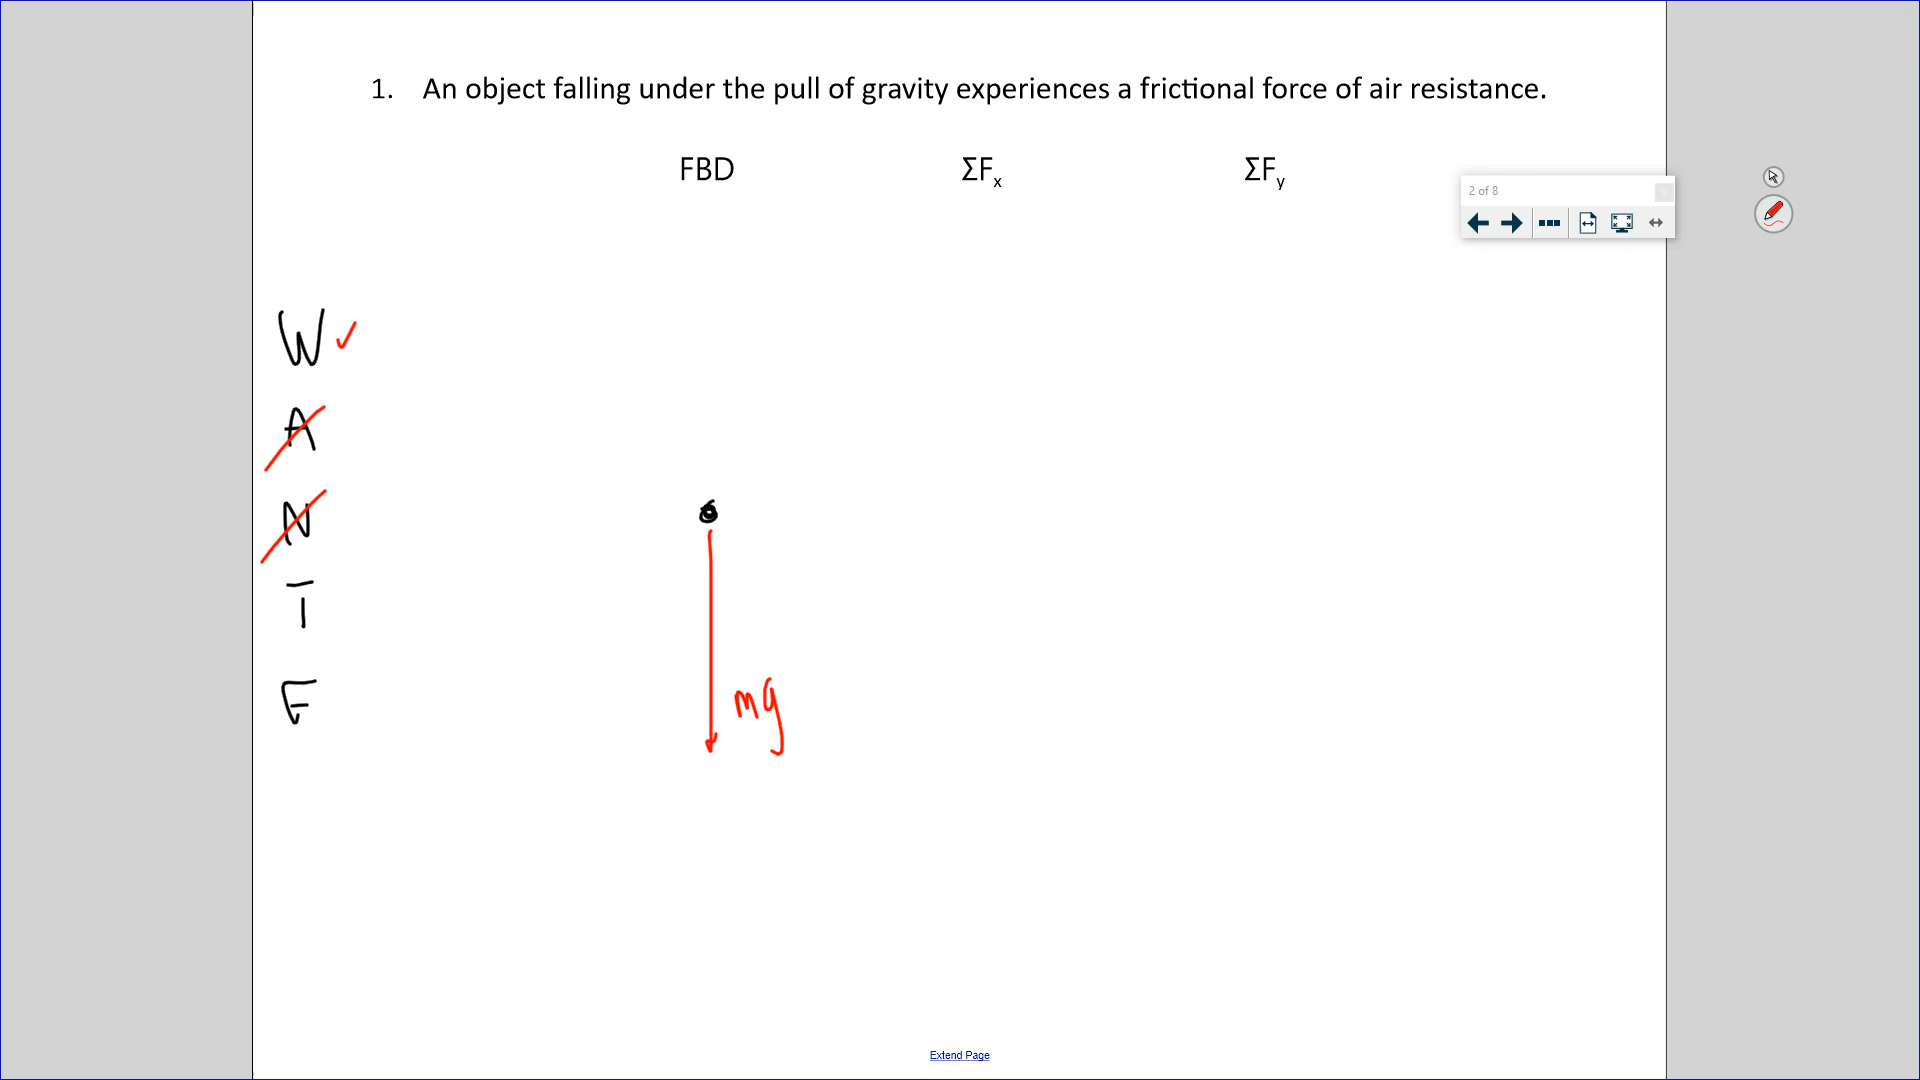 1. An object falling under the pull of gravity experiences a frictional force of air resistance.
FBD ΣFx ΣFy
2 of 8
W ✓
A
N
T
F
mg
Extend Page